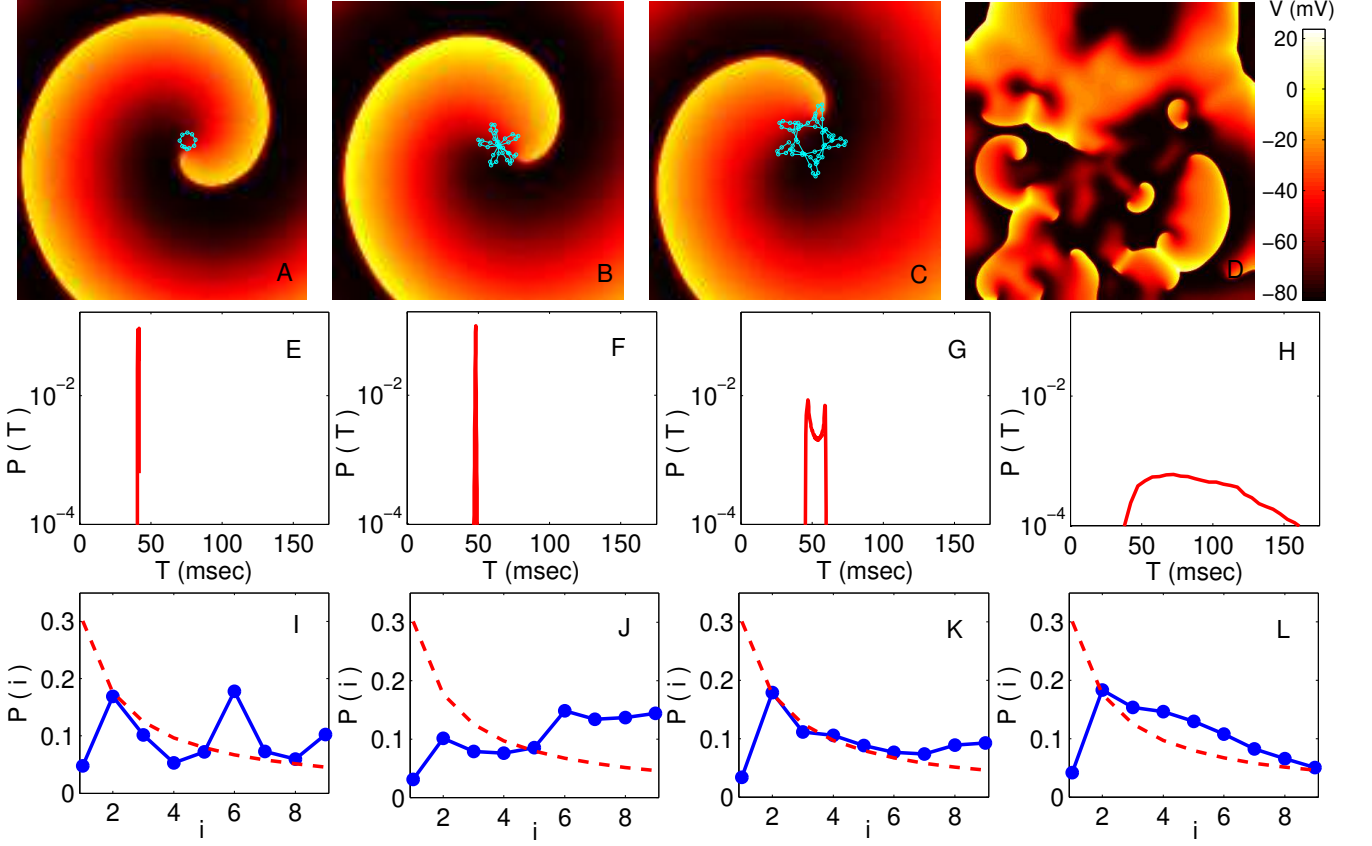 V (mV)
20
0
−20
−40
−60
−80
A
B
C
D
E
P ( T )
10−2
10−4
0 50 100 150
T (msec)
F
P ( T )
10−2
10−4
0 50 100 150
T (msec)
G
P ( T )
10−2
10−4
0 50 100 150
T (msec)
H
P ( T )
10−2
10−4
0 50 100 150
T (msec)
I
P ( i )
0.3
0.2
0.1
0
2 4 6 8
i
J
P ( i )
0.3
0.2
0.1
0
2 4 6 8
i
K
P ( i )
0.3
0.2
0.1
0
2 4 6 8
i
L
P ( i )
0.3
0.2
0.1
0
2 4 6 8
i